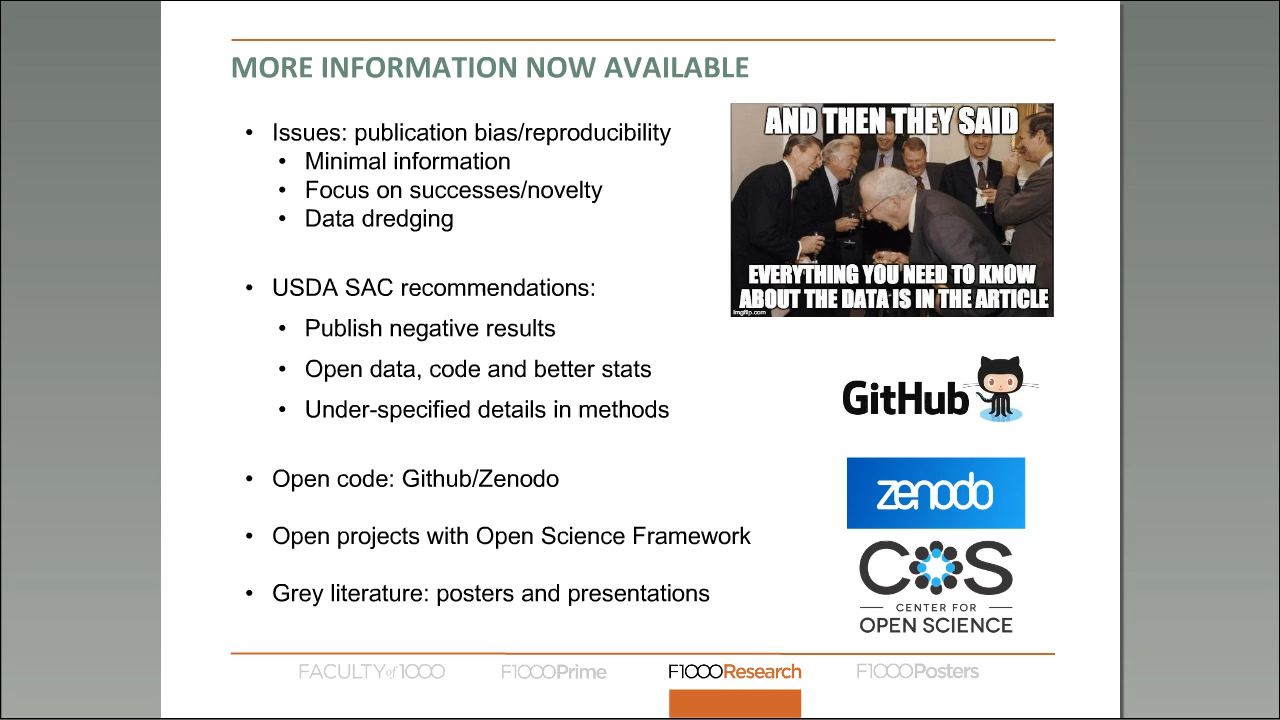 MORE INFORMATION NOW AVAILABLE
• Issues: publication bias/reproducibility
• Minimal information
• Focus on successes/novelty
• Data dredging
• USDA SAC recommendations:
• Publish negative results
• Open data, code and better stats
• Under-specified details in methods
• Open code: Github/Zenodo
• Open projects with Open Science Framework
• Grey literature: posters and presentations
AND THEN THEY SAID
EVERYTHING YOU NEED TO KNOW
ABOUT THE DATA IS IN THE ARTICLE
imgflip.com
GitHub
zenodo
COS
CENTER FOR
OPEN SCIENCE
FACULTY of 1000 F1000Prime F1000Research F1000Posters